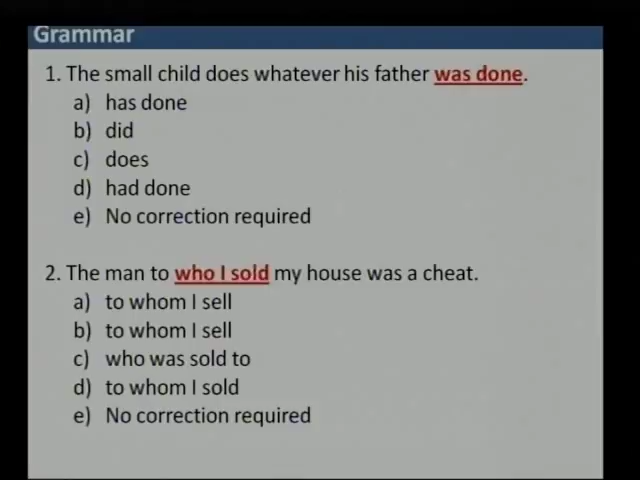 Grammar
1. The small child does whatever his father was done.
a) has done
b) did
c) does
d) had done
e) No correction required
2. The man to who I sold my house was a cheat.
a) to whom I sell
b) to whom I sell
c) who was sold to
d) to whom I sold
e) No correction required